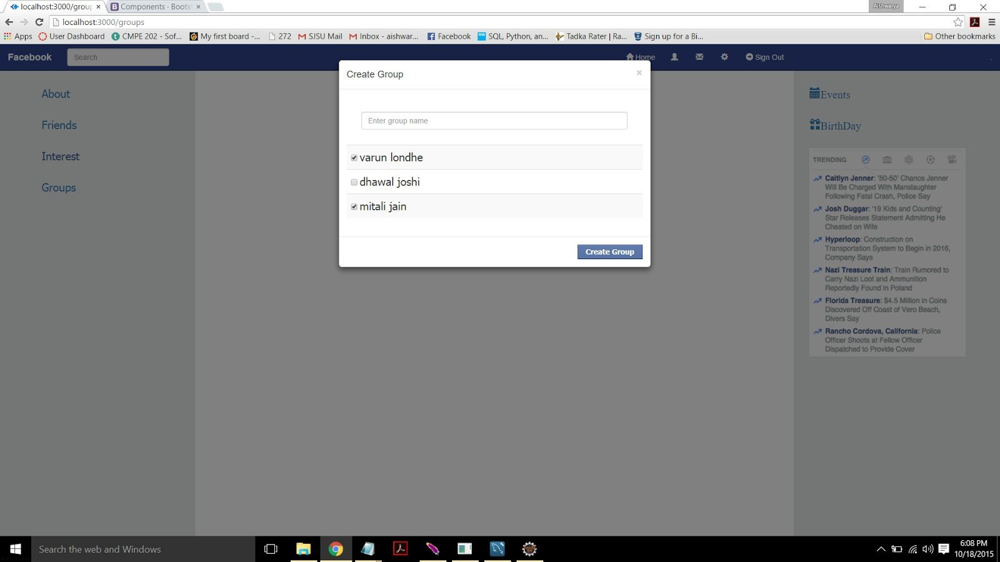 localhost:3000/group
Components · Boots
Aishwarya
localhost:3000/groups
Apps
User Dashboard
CMPE 202 - Sof...
My first board -...
272
SJSU Mail
Inbox - aishwar...
Facebook
SQL, Python, an...
Tadka Rater | Ra...
Sign up for a Bi...
Other bookmarks
Facebook
Search
Home
Sign Out
About
Friends
Interest
Groups
Create Group
×
Enter group name
varun londhe
dhawal joshi
mitali jain
Create Group
Events
BirthDay
TRENDING
Caitlyn Jenner: '50-50' Chance Jenner
Will Be Charged With Manslaughter
Following Fatal Crash, Police Say
Josh Duggar: '19 Kids and Counting'
Star Releases Statement Admitting He
Cheated on Wife
Hyperloop: Construction on
Transportation System to Begin in 2016,
Company Says
Nazi Treasure Train: Train Rumored to
Carry Nazi Loot and Ammunition
Reportedly Found in Poland
Florida Treasure: $4.5 Million in Coins
Discovered Off Coast of Vero Beach,
Divers Say
Rancho Cordova, California: Police
Officer Shoots at Fellow Officer
Dispatched to Provide Cover
Search the web and Windows
6:08 PM
10/18/2015